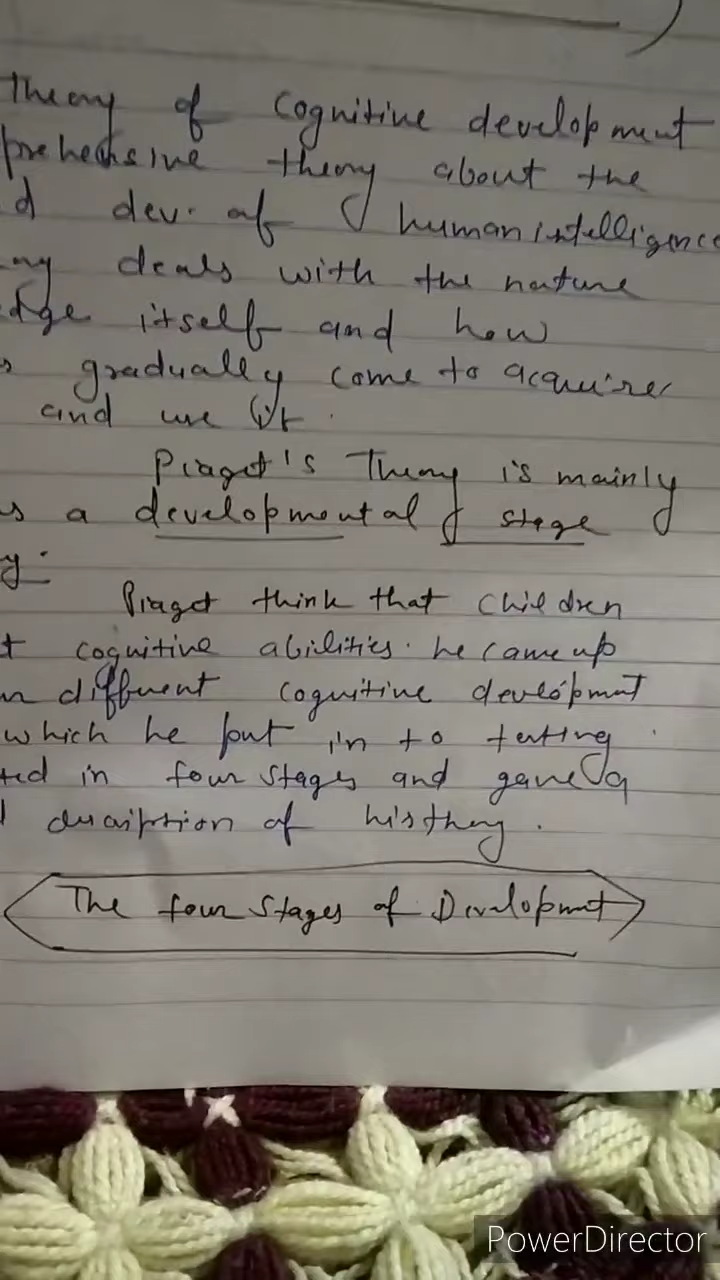 Theory of Cognitive development
prehensive theory about the
d dev. of human intelligence
deals with the nature
dge itself and how
s gradually come to acquire
and use it.
Piaget's Theory is mainly
s a developmental stage
y:
Piaget think that Children
t cognitive abilities. he came up
different cognitive development
which he put in to testing
ted in four stages and gave a
description of his theory.
The four Stages of Development
PowerDirector